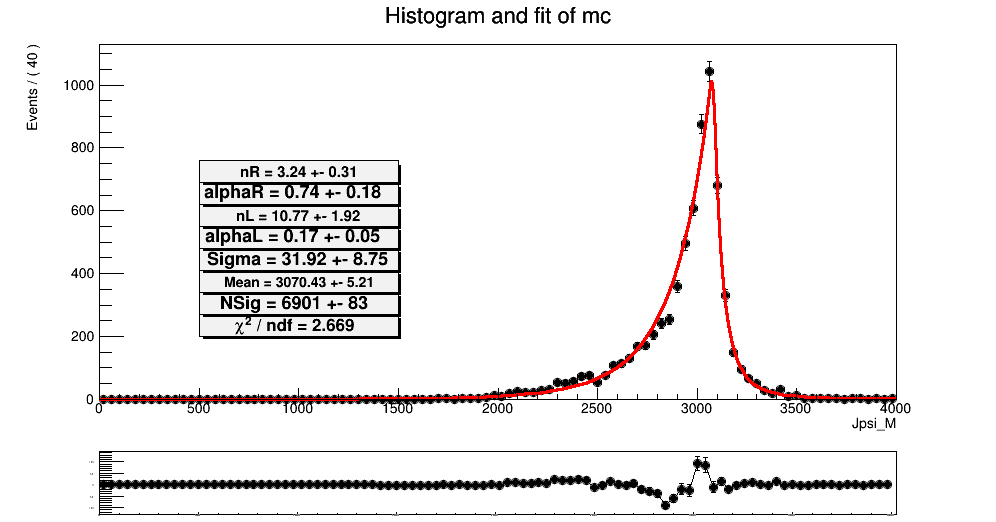 Histogram and fit of mc
Events / ( 40 )
1000
800
600
400
200
0
nR = 3.24 +- 0.31
alphaR = 0.74 +- 0.18
nL = 10.77 +- 1.92
alphaL = 0.17 +- 0.05
Sigma = 31.92 +- 8.75
Mean = 3070.43 +- 5.21
NSig = 6901 +- 83
χ² / ndf = 2.669
0 500 1000 1500 2000 2500 3000 3500 4000
Jpsi_M